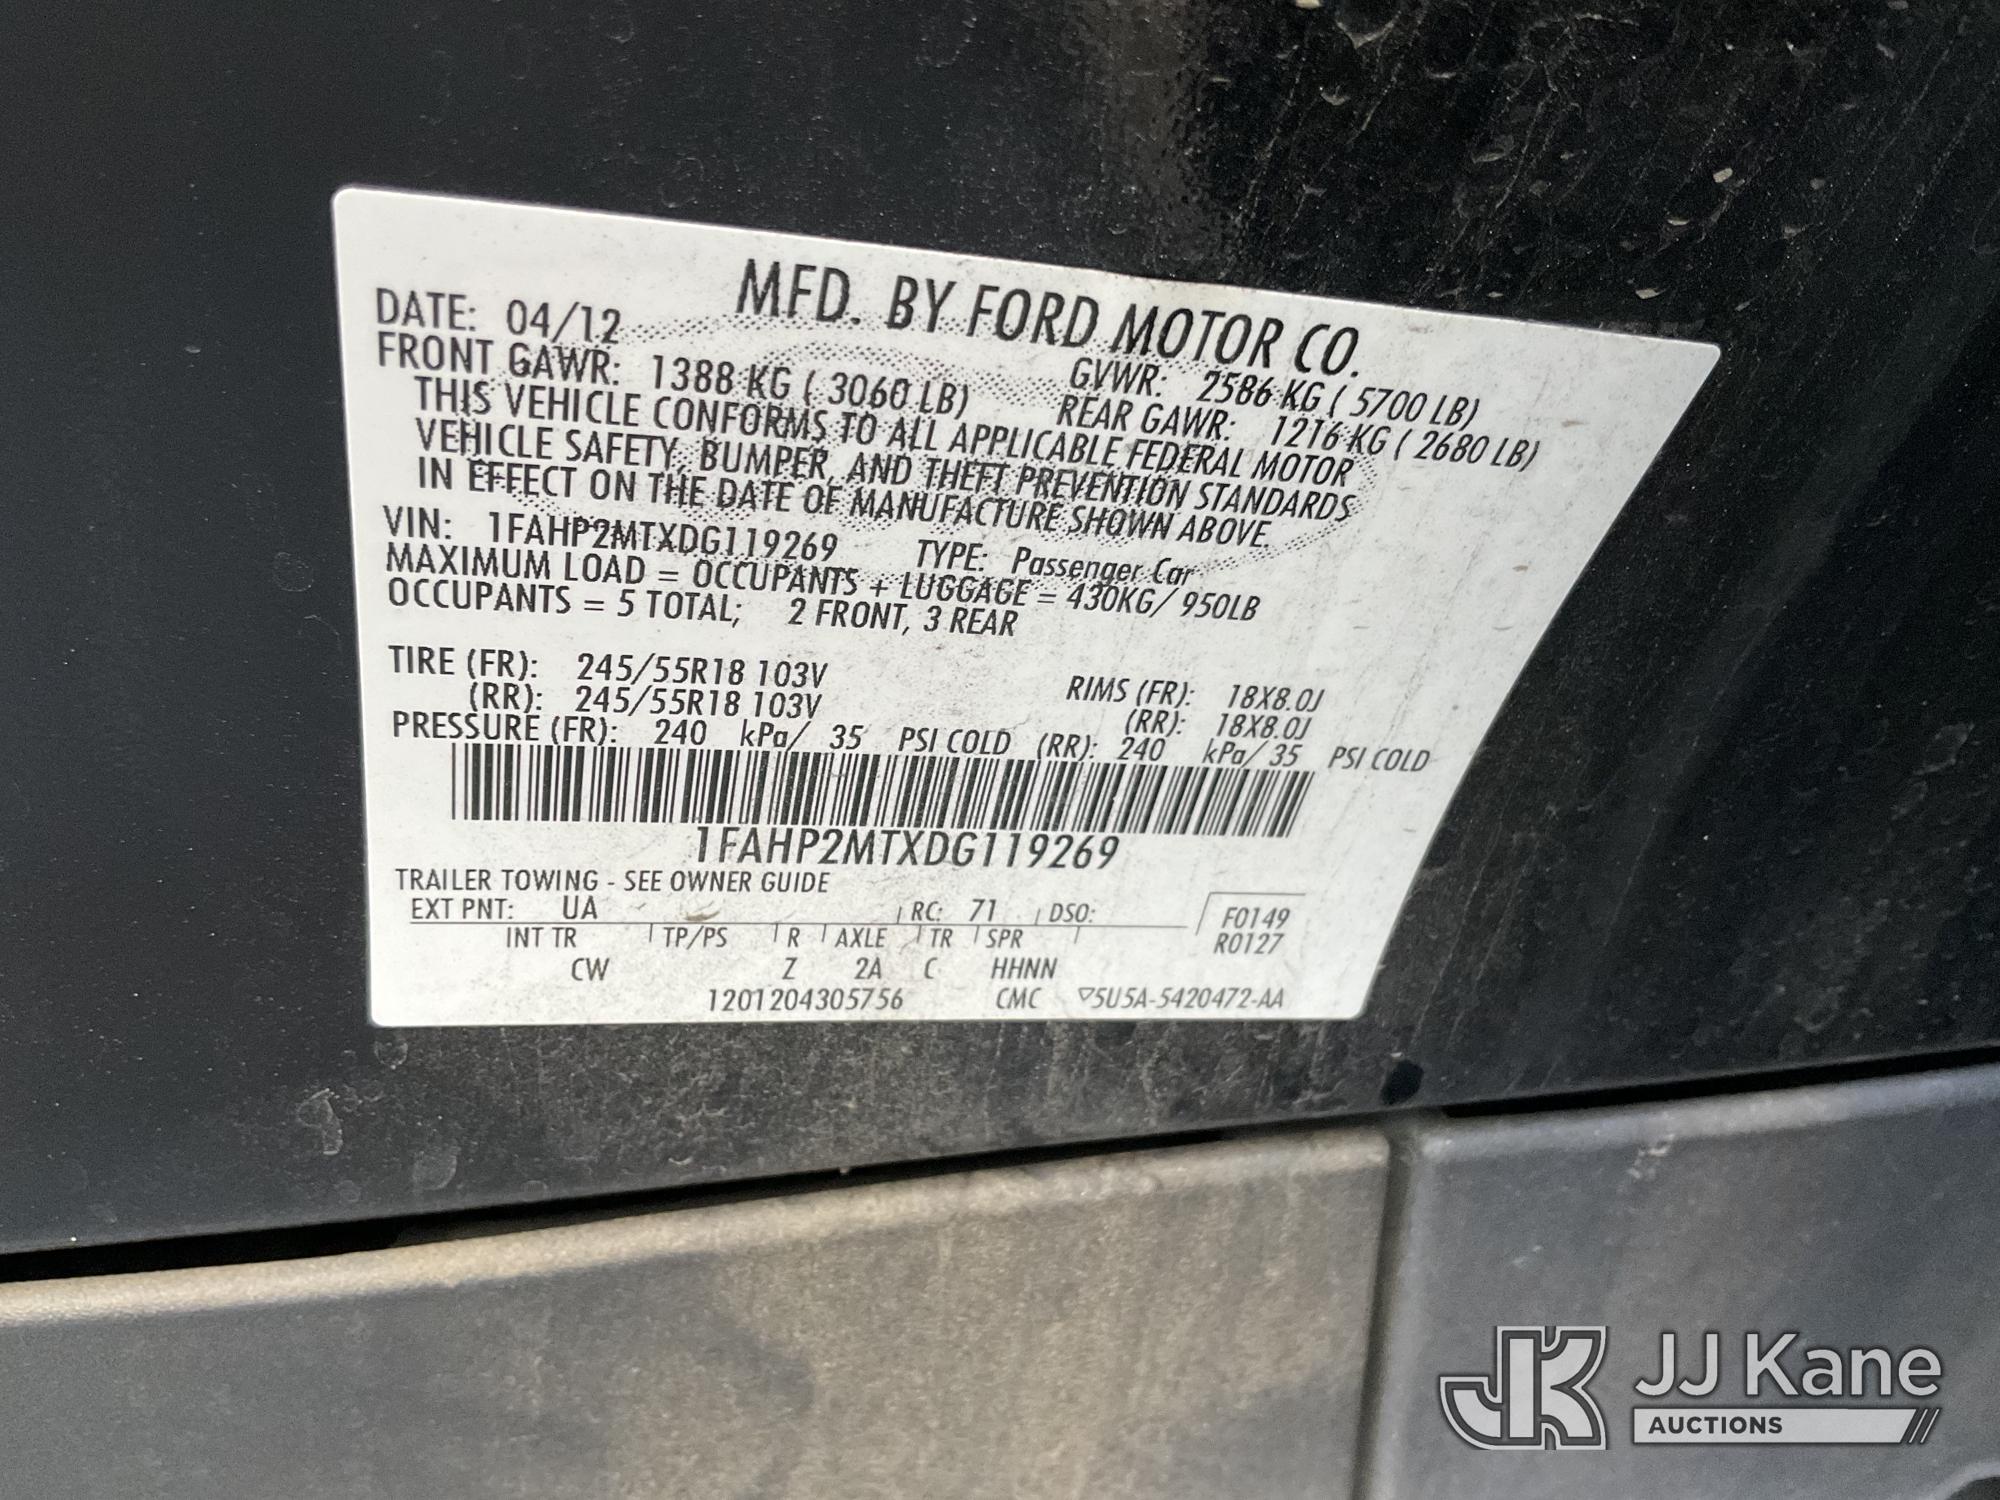 MFD. BY FORD MOTOR CO.
DATE: 04/12 GVWR: 2586 KG ( 5700 LB)
FRONT GAWR: 1388 KG ( 3060 LB) REAR GAWR: 1216 KG ( 2680 LB)
THIS VEHICLE CONFORMS TO ALL APPLICABLE FEDERAL MOTOR
VEHICLE SAFETY, BUMPER, AND THEFT PREVENTION STANDARDS
IN EFFECT ON THE DATE OF MANUFACTURE SHOWN ABOVE.
VIN: 1FAHP2MTXDG119269 TYPE: Passenger Car
MAXIMUM LOAD = OCCUPANTS + LUGGAGE = 430KG/ 950LB
OCCUPANTS = 5 TOTAL; 2 FRONT, 3 REAR
TIRE (FR): 245/55R18 103V RIMS (FR): 18X8.0J
(RR): 245/55R18 103V (RR): 18X8.0J
PRESSURE (FR): 240 kPa/ 35 PSI COLD (RR): 240 kPa/ 35 PSI COLD
1FAHP2MTXDG119269
TRAILER TOWING - SEE OWNER GUIDE
EXT PNT: UA RC: 71 DSO: F0149
INT TR TP/PS R AXLE TR SPR R0127
CW Z 2A C HHNN
1201204305756 CMC ▽5U5A-5420472-AA
JK JJ Kane
AUCTIONS